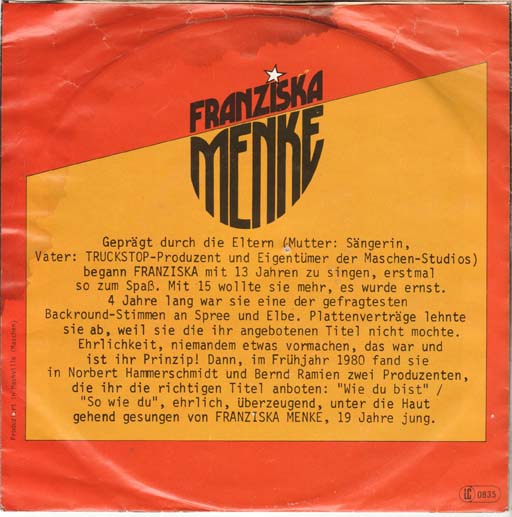 FRANZISKA
MENKE
Geprägt durch die Eltern (Mutter: Sängerin,
Vater: TRUCKSTOP-Produzent und Eigentümer der Maschen-Studios)
begann FRANZISKA mit 13 Jahren zu singen, erstmal
so zum Spaß. Mit 15 wollte sie mehr, es wurde ernst.
4 Jahre lang war sie eine der gefragtesten
Backround-Stimmen an Spree und Elbe. Plattenverträge lehnte
sie ab, weil sie die ihr angebotenen Titel nicht mochte.
Ehrlichkeit, niemandem etwas vormachen, das war und
ist ihr Prinzip! Dann, im Frühjahr 1980 fand sie
in Norbert Hammerschmidt und Bernd Ramien zwei Produzenten,
die ihr die richtigen Titel anboten: "Wie du bist" /
"So wie du", ehrlich, überzeugend, unter die Haut
gehend gesungen von FRANZISKA MENKE, 19 Jahre jung.
(Maschen)
LC 0835